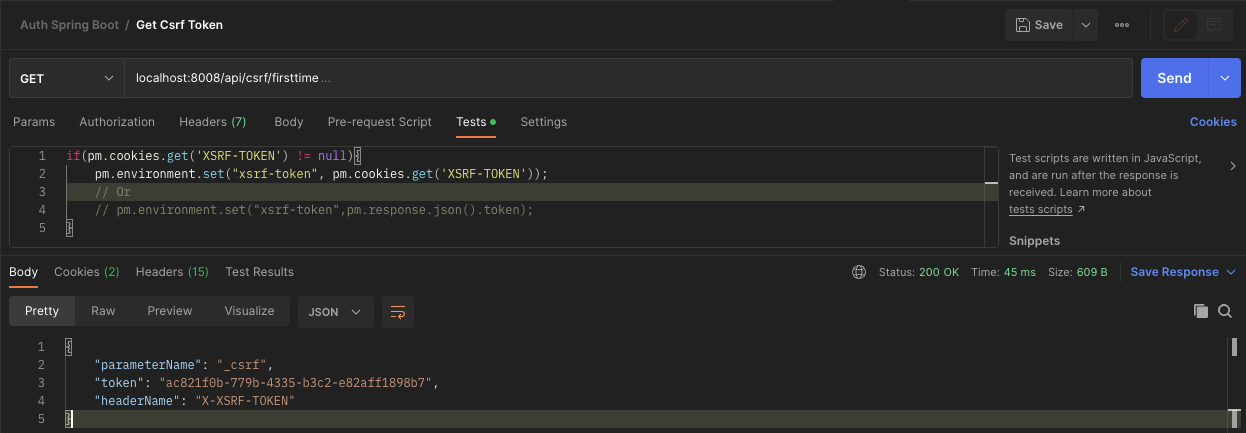 Auth Spring Boot / Get Csrf Token
Save
GET
localhost:8008/api/csrf/firsttime ...
Send
Params Authorization Headers (7) Body Pre-request Script Tests Settings Cookies
1 if(pm.cookies.get('XSRF-TOKEN') != null){
2 pm.environment.set("xsrf-token", pm.cookies.get('XSRF-TOKEN'));
3 // Or
4 // pm.environment.set("xsrf-token",pm.response.json().token);
5 }
Test scripts are written in JavaScript,
and are run after the response is
received. Learn more about
tests scripts ↗
Snippets
Body Cookies (2) Headers (15) Test Results Status: 200 OK Time: 45 ms Size: 609 B Save Response
Pretty Raw Preview Visualize JSON
1 {
2 "parameterName": "_csrf",
3 "token": "ac821f0b-779b-4335-b3c2-e82aff1898b7",
4 "headerName": "X-XSRF-TOKEN"
5 }